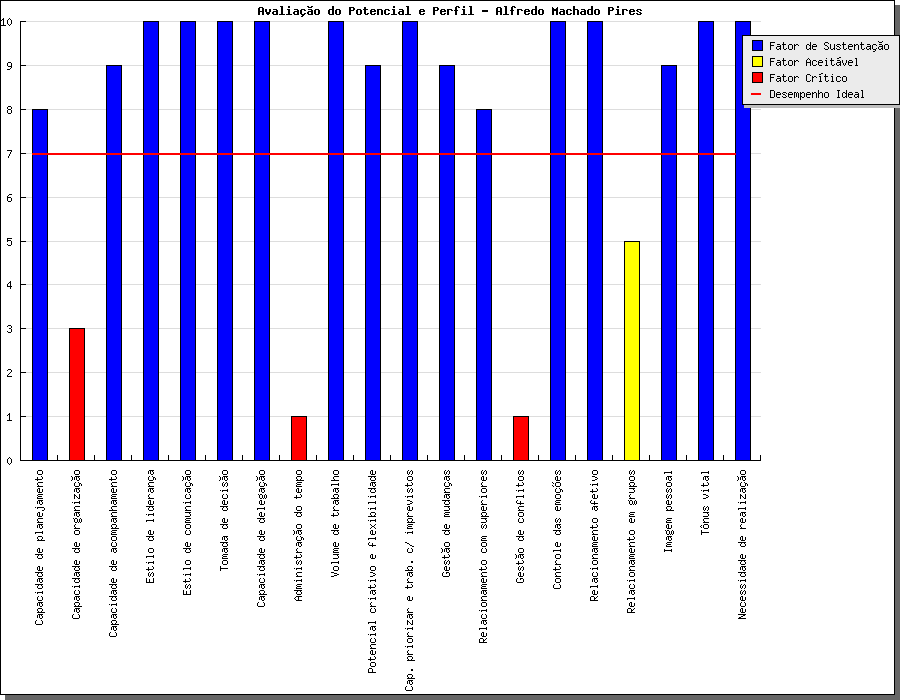 Avaliação do Potencial e Perfil - Alfredo Machado Pires
Fator de Sustentação
Fator Aceitável
Fator Crítico
Desempenho Ideal
10
9
8
7
6
5
4
3
2
1
0
Capacidade de planejamento
Capacidade de organização
Capacidade de acompanhamento
Estilo de liderança
Estilo de comunicação
Tomada de decisão
Capacidade de delegação
Administração do tempo
Volume de trabalho
Potencial criativo e flexibilidade
Cap. priorizar e trab. c/ imprevistos
Gestão de mudanças
Relacionamento com superiores
Gestão de conflitos
Controle das emoções
Relacionamento afetivo
Relacionamento em grupos
Imagem pessoal
Tônus vital
Necessidade de realização